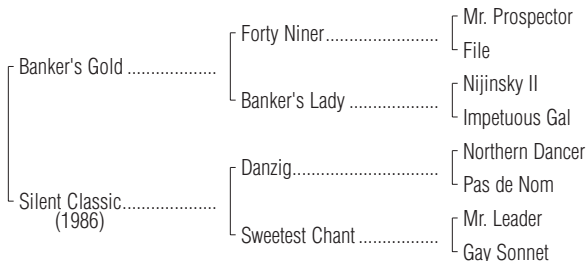 Mr. Prospector
Forty Niner
File
Banker's Gold
Nijinsky II
Banker's Lady
Impetuous Gal
Northern Dancer
Danzig
Pas de Nom
Silent Classic
(1986)
Mr. Leader
Sweetest Chant
Gay Sonnet